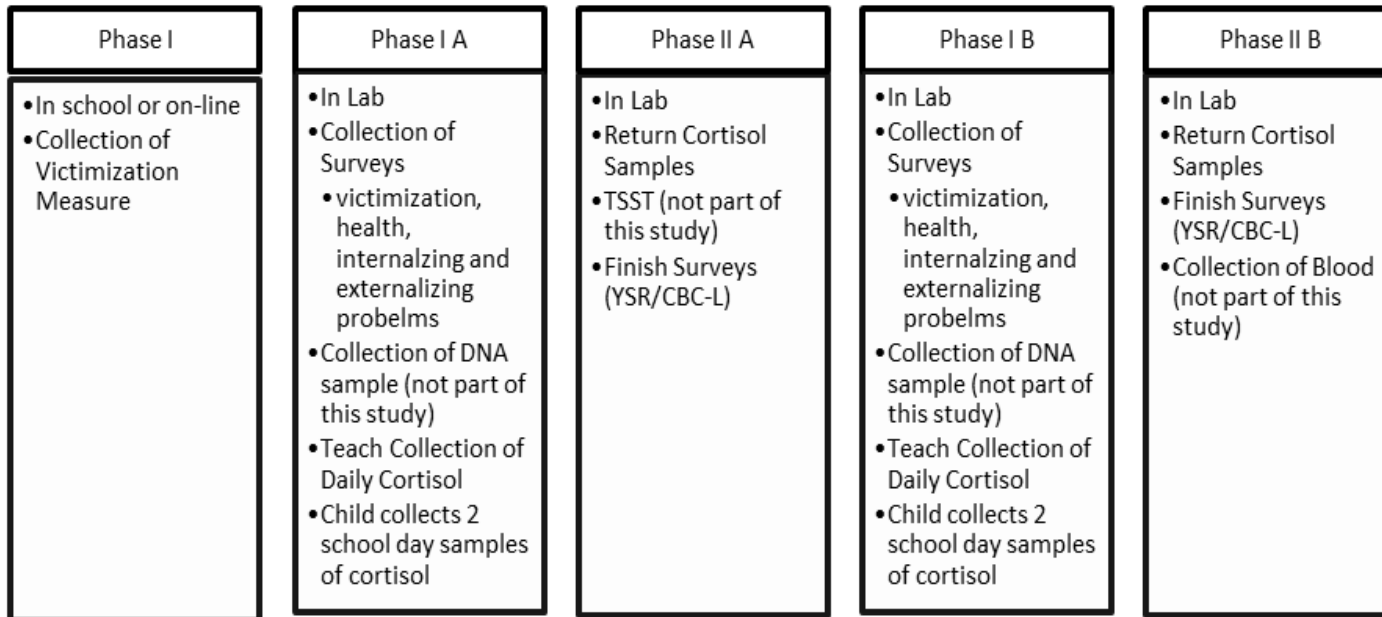 Phase I
•In school or on-line
•Collection of
Victimization
Measure
Phase I A
•In Lab
•Collection of
Surveys
•victimization,
health,
internalzing and
externalizing
probelms
•Collection of DNA
sample (not part of
this study)
•Teach Collection of
Daily Cortisol
•Child collects 2
school day samples
of cortisol
Phase II A
•In Lab
•Return Cortisol
Samples
•TSST (not part of
this study)
•Finish Surveys
(YSR/CBC-L)
Phase I B
•In Lab
•Collection of
Surveys
•victimization,
health,
internalzing and
externalizing
probelms
•Collection of DNA
sample (not part of
this study)
•Teach Collection of
Daily Cortisol
•Child collects 2
school day samples
of cortisol
Phase II B
•In Lab
•Return Cortisol
Samples
•Finish Surveys
(YSR/CBC-L)
•Collection of Blood
(not part of this
study)